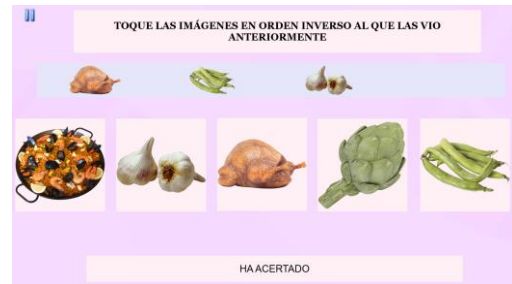 TOQUE LAS IMÁGENES EN ORDEN INVERSO AL QUE LAS VIO
ANTERIORMENTE
HA ACERTADO